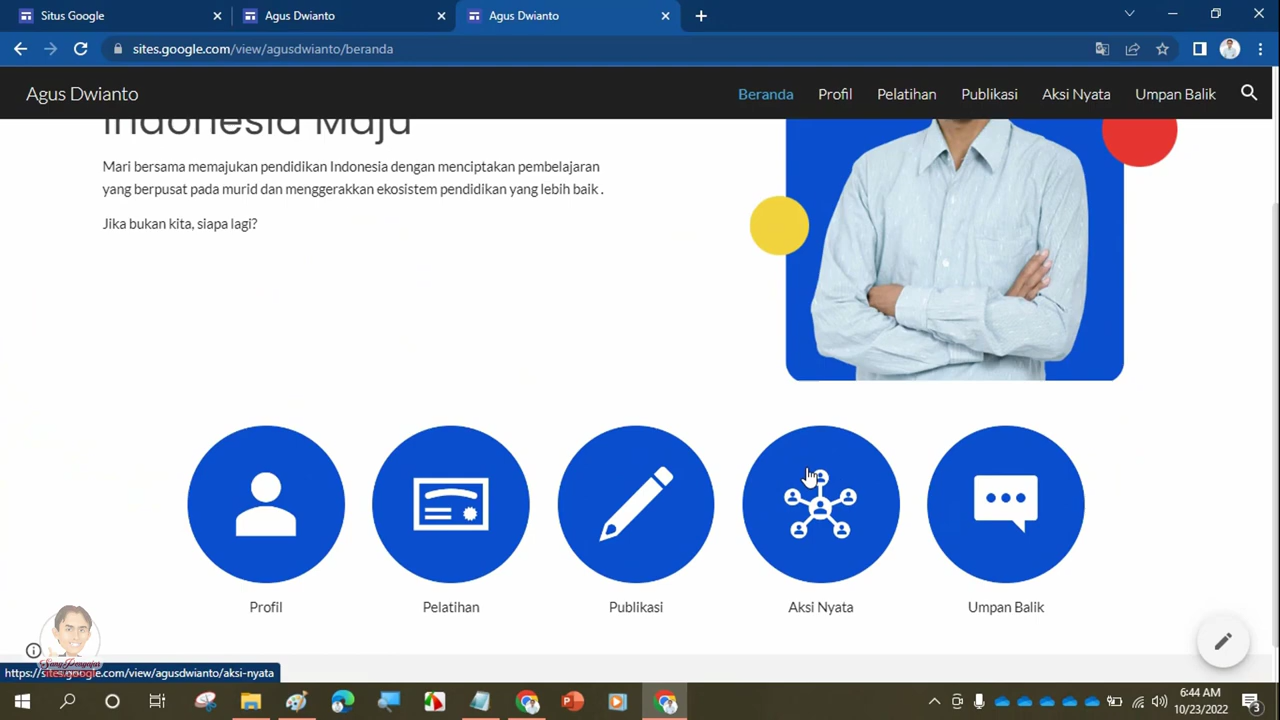 Situs Google
Agus Dwianto
Agus Dwianto
sites.google.com/view/agusdwianto/beranda
Agus Dwianto
Beranda
Profil
Pelatihan
Publikasi
Aksi Nyata
Umpan Balik
Indonesia Maju
Mari bersama memajukan pendidikan Indonesia dengan menciptakan pembelajaran
yang berpusat pada murid dan menggerakkan ekosistem pendidikan yang lebih baik .
Jika bukan kita, siapa lagi?
Profil
Pelatihan
Publikasi
Aksi Nyata
Umpan Balik
Sang Pengajar
https://sites.google.com/view/agusdwianto/aksi-nyata
6:44 AM
10/23/2022
3